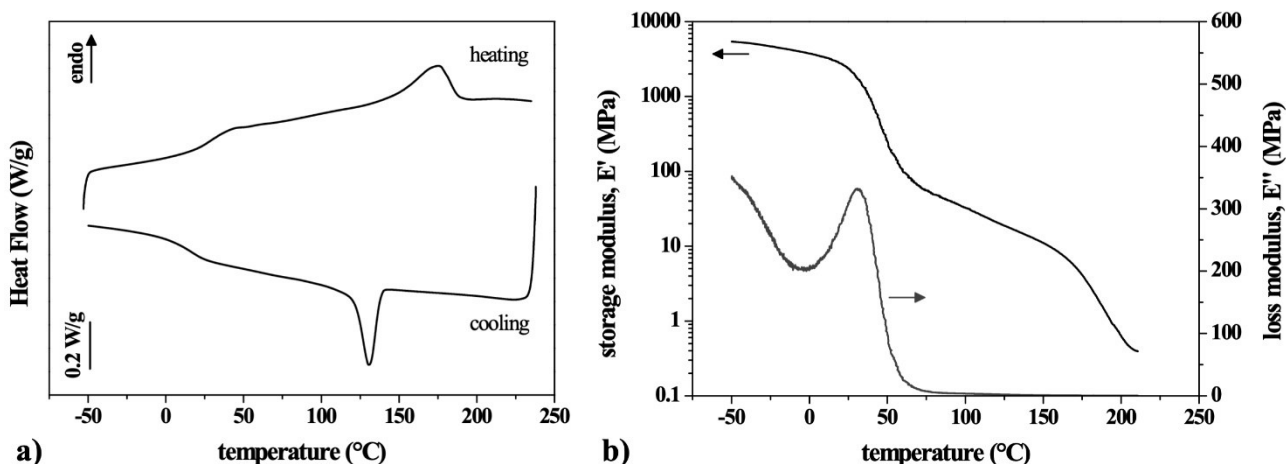 endo
heating
Heat Flow (W/g)
0.2 W/g
cooling
-50 0 50 100 150 200 250
a) temperature (°C)
10000
1000
100
10
1
0.1
storage modulus, E' (MPa)
600
500
400
300
200
100
0
loss modulus, E'' (MPa)
-50 0 50 100 150 200
b) temperature (°C)